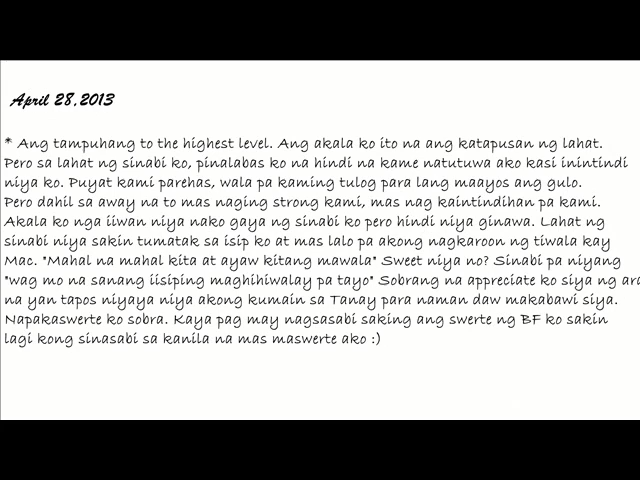 April 28,2013
* Ang tampuhang to the highest level. Ang akala ko ito na ang katapusan ng lahat.
Pero sa lahat ng sinabi ko, pinalabas ko na hindi na kame natutuwa ako kasi inintindi
niya ko. Puyat kami parehas, wala pa kaming tulog para lang maayos ang gulo.
Pero dahil sa away na to mas naging strong kami, mas nag kaintindihan pa kami.
Akala ko nga iiwan niya nako gaya ng sinabi ko pero hindi niya ginawa. Lahat ng
sinabi niya sakin tumatak sa isip ko at mas lalo pa akong nagkaroon ng tiwala kay
Mac. "Mahal na mahal kita at ayaw kitang mawala" Sweet niya no? Sinabi pa niyang
"wag mo na sanang iisiping maghihiwalay pa tayo" Sobrang na appreciate ko siya ng
na yan tapos niyaya niya akong kumain sa Tanay para naman daw makabawi siya.
Napakaswerte ko sobra. Kaya pag may nagsasabi saking ang swerte ng BF ko sakin
lagi kong sinasabi sa kanila na mas maswerte ako :)